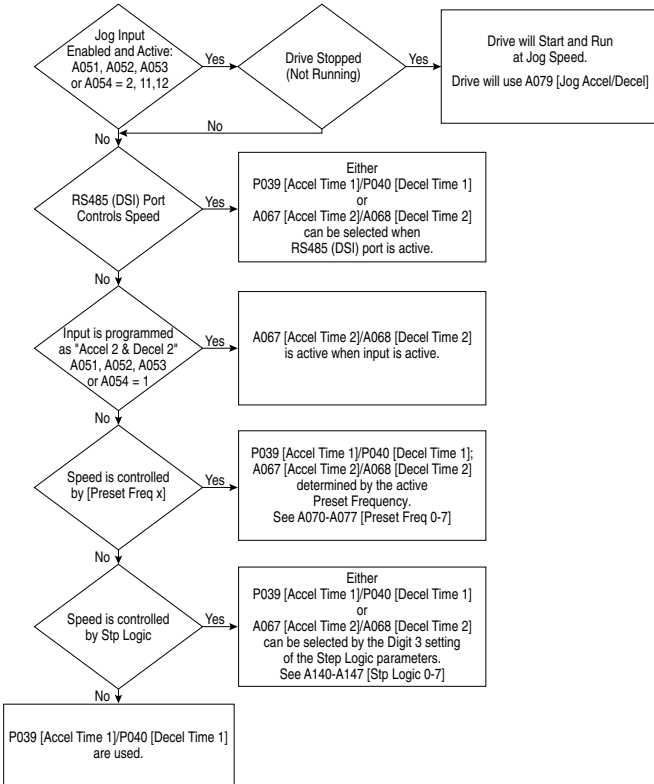 Jog Input
Enabled and Active:
A051, A052, A053
or A054 = 2, 11,12
Yes
Drive Stopped
(Not Running)
Yes
Drive will Start and Run
at Jog Speed.
Drive will use A079 [Jog Accel/Decel]
No
No
RS485 (DSI) Port
Controls Speed
Yes
Either
P039 [Accel Time 1]/P040 [Decel Time 1]
or
A067 [Accel Time 2]/A068 [Decel Time 2]
can be selected when
RS485 (DSI) port is active.
No
Input is programmed
as "Accel 2 & Decel 2"
A051, A052, A053
or A054 = 1
Yes
A067 [Accel Time 2]/A068 [Decel Time 2]
is active when input is active.
No
Speed is controlled
by [Preset Freq x]
Yes
P039 [Accel Time 1]/P040 [Decel Time 1];
A067 [Accel Time 2]/A068 [Decel Time 2]
determined by the active
Preset Frequency.
See A070-A077 [Preset Freq 0-7]
No
Speed is controlled
by Stp Logic
Yes
Either
P039 [Accel Time 1]/P040 [Decel Time 1]
or
A067 [Accel Time 2]/A068 [Decel Time 2]
can be selected by the Digit 3 setting
of the Step Logic parameters.
See A140-A147 [Stp Logic 0-7]
No
P039 [Accel Time 1]/P040 [Decel Time 1]
are used.